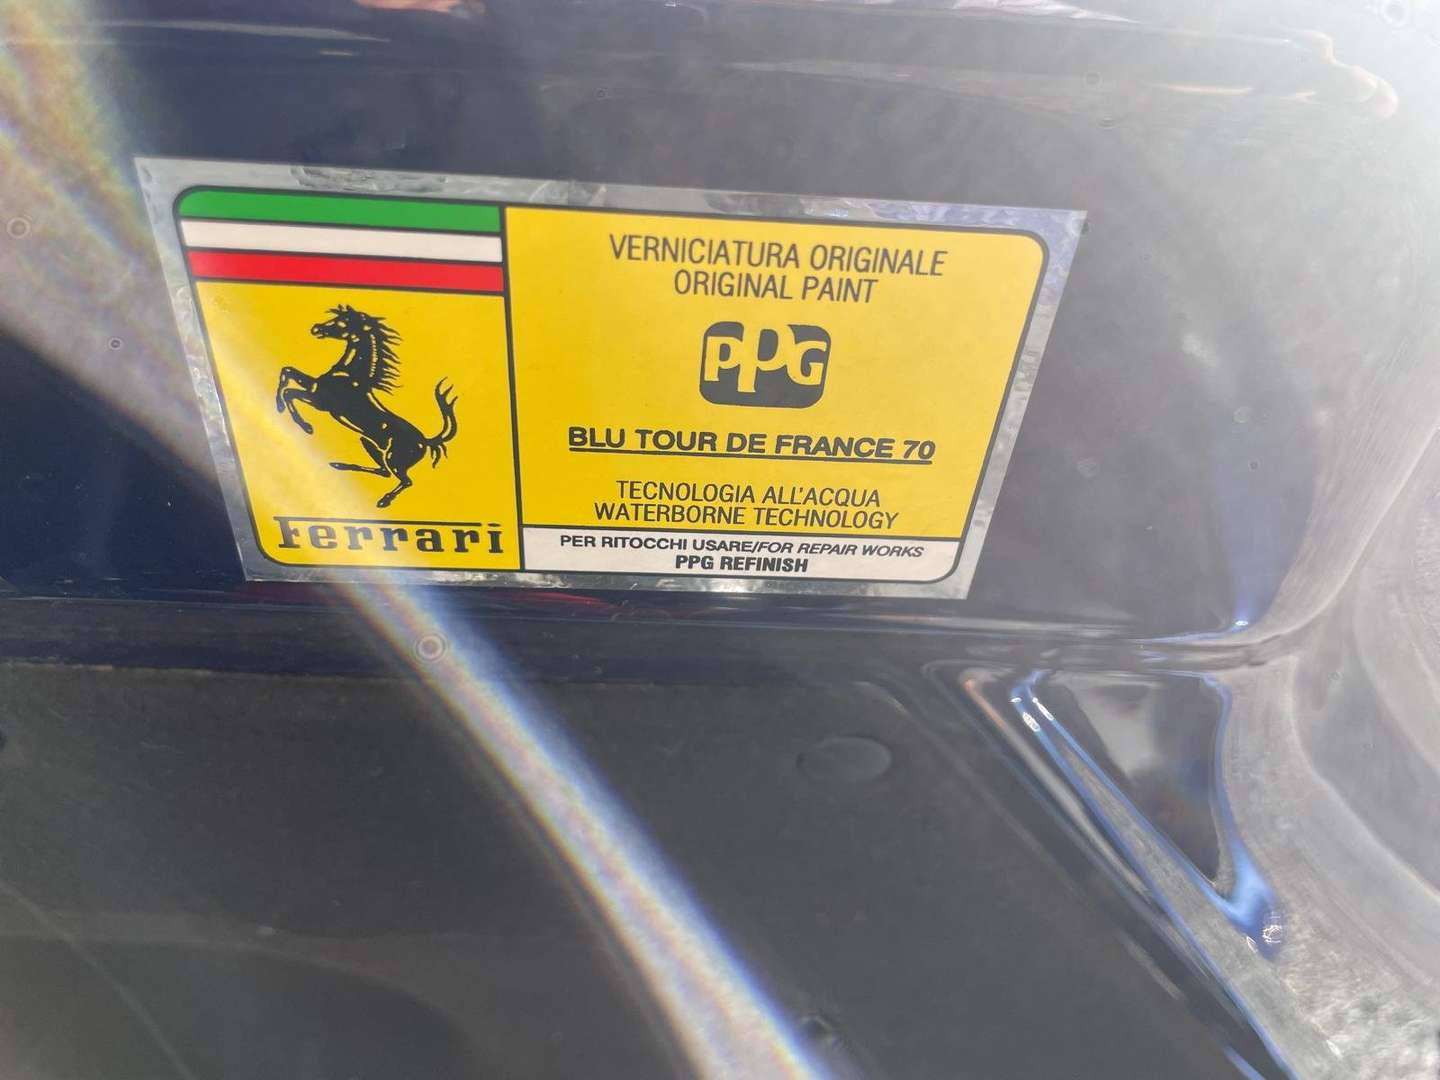 Ferrari
VERNICIATURA ORIGINALE
ORIGINAL PAINT
PPG
BLU TOUR DE FRANCE 70
TECNOLOGIA ALL'ACQUA
WATERBORNE TECHNOLOGY
PER RITOCCHI USARE/FOR REPAIR WORKS
PPG REFINISH